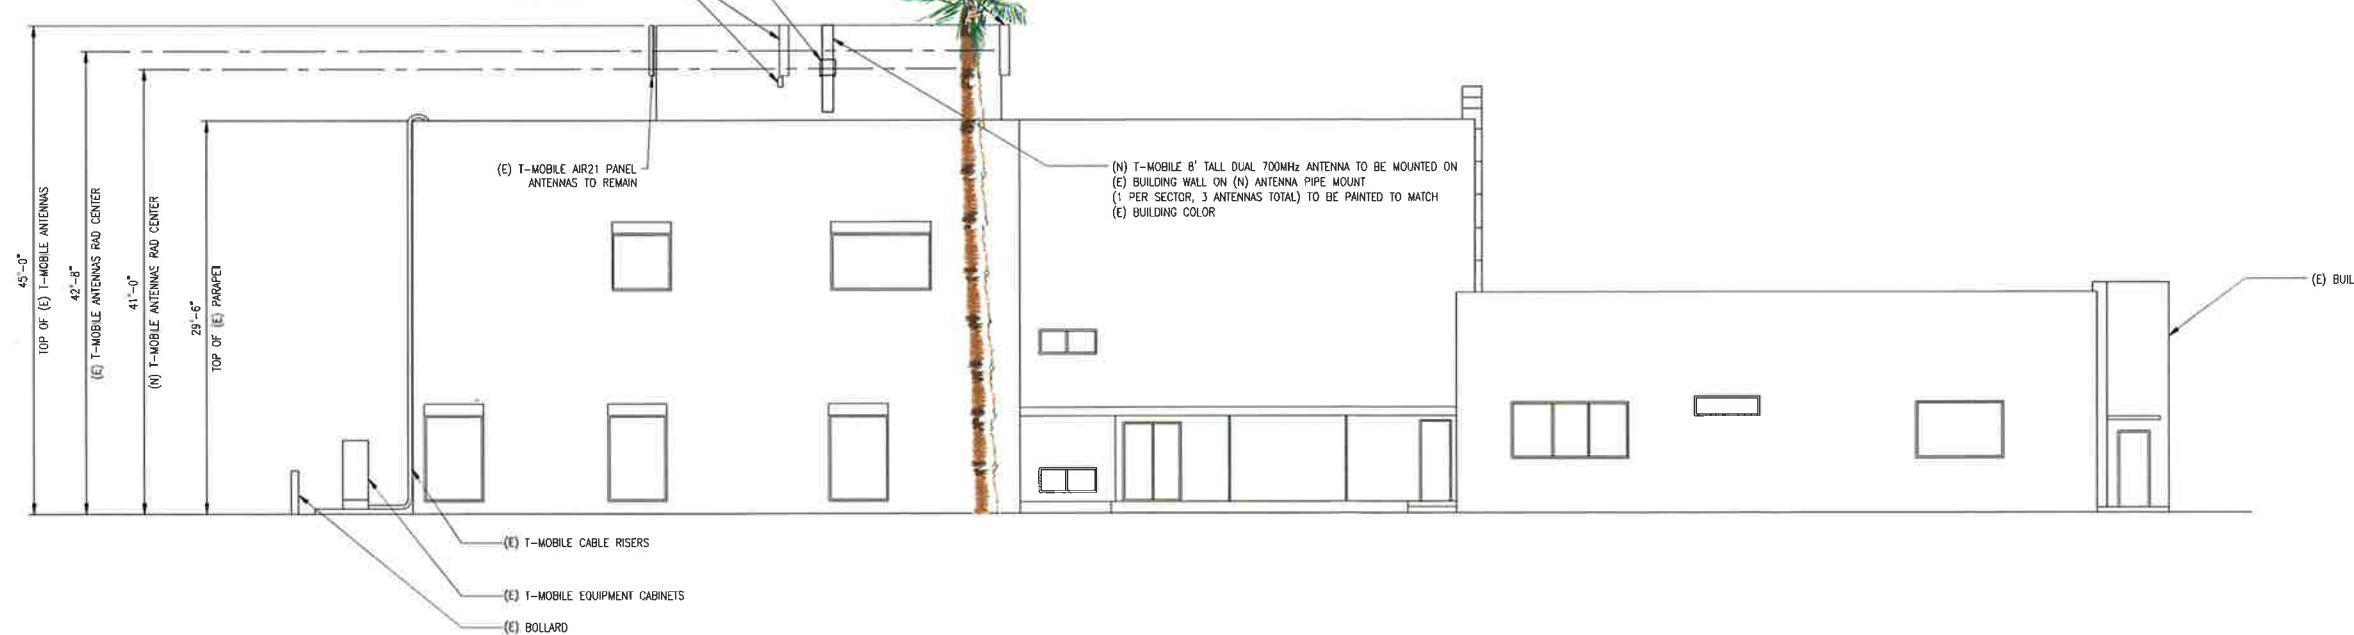 45'-0"
TOP OF (E) T-MOBILE ANTENNAS
42'-8"
(E) T-MOBILE ANTENNAS RAD CENTER
41'-0"
(N) T-MOBILE ANTENNAS RAD CENTER
29'-6"
TOP OF (E) PARAPET
(E) T-MOBILE AIR21 PANEL
ANTENNAS TO REMAIN
(N) T-MOBILE 8' TALL DUAL 700MHz ANTENNA TO BE MOUNTED ON
(E) BUILDING WALL ON (N) ANTENNA PIPE MOUNT
(1 PER SECTOR, 3 ANTENNAS TOTAL) TO BE PAINTED TO MATCH
(E) BUILDING COLOR
(E) BUIL
(E) T-MOBILE CABLE RISERS
(E) T-MOBILE EQUIPMENT CABINETS
(E) BOLLARD